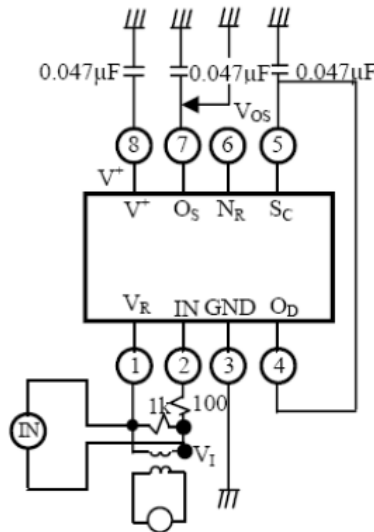 0.047μF
0.047μF
0.047μF
V_OS
8
7
6
5
V⁺
V⁺
O_S
N_R
S_C
V_R
IN
GND
O_D
1
2
3
4
1k
100
IN
V_I